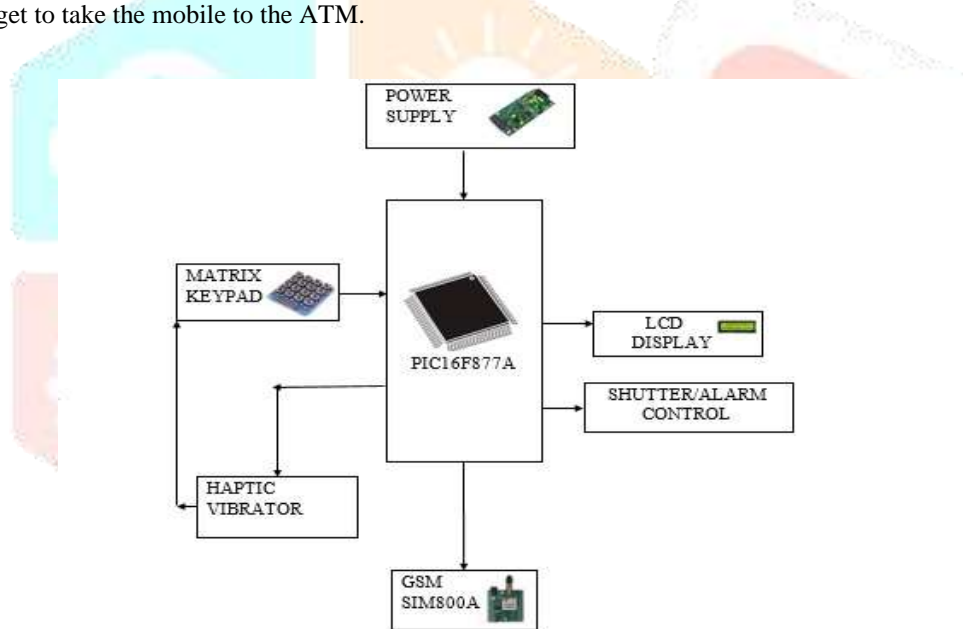 get to take the mobile to the ATM.
POWER
SUPPLY
MATRIX
KEYPAD
PIC16F877A
LCD
DISPLAY
SHUTTER/ALARM
CONTROL
HAPTIC
VIBRATOR
GSM
SIM800A